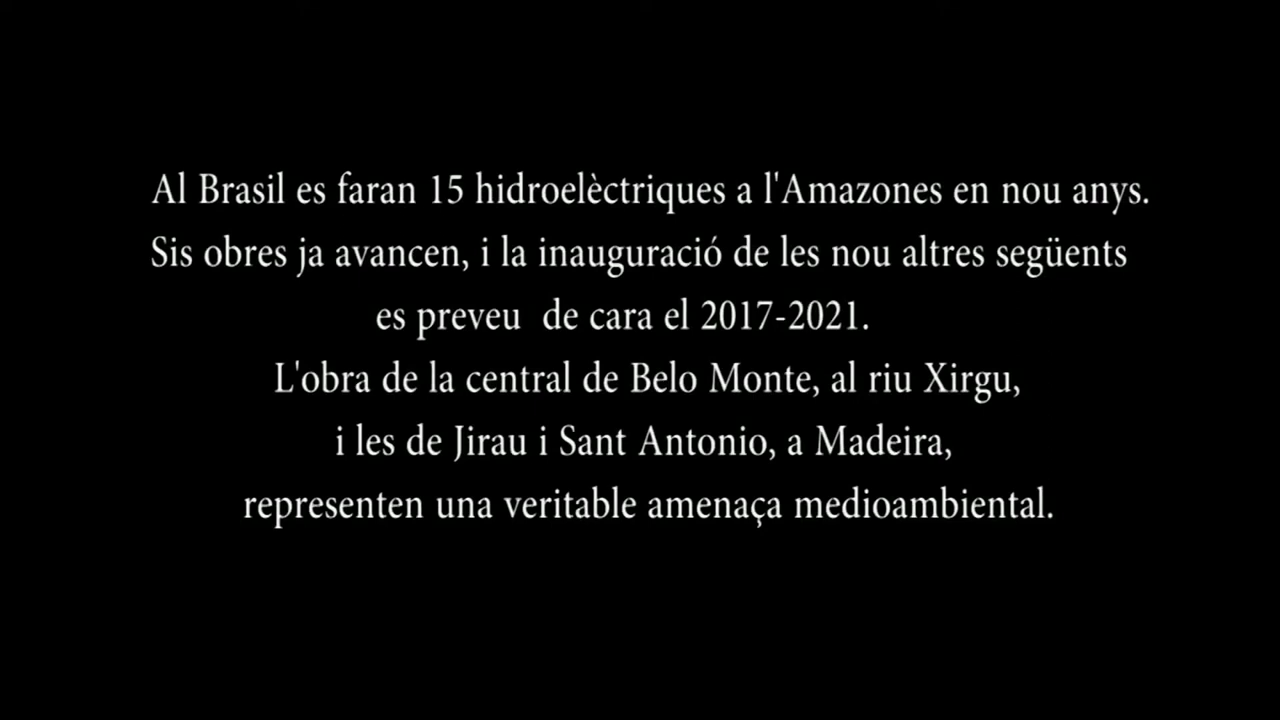 Al Brasil es faran 15 hidroelèctriques a l'Amazones en nou anys.
Sis obres ja avancen, i la inauguració de les nou altres següents
es preveu  de cara el 2017-2021.
L'obra de la central de Belo Monte, al riu Xirgu,
i les de Jirau i Sant Antonio, a Madeira,
representen una veritable amenaça medioambiental.